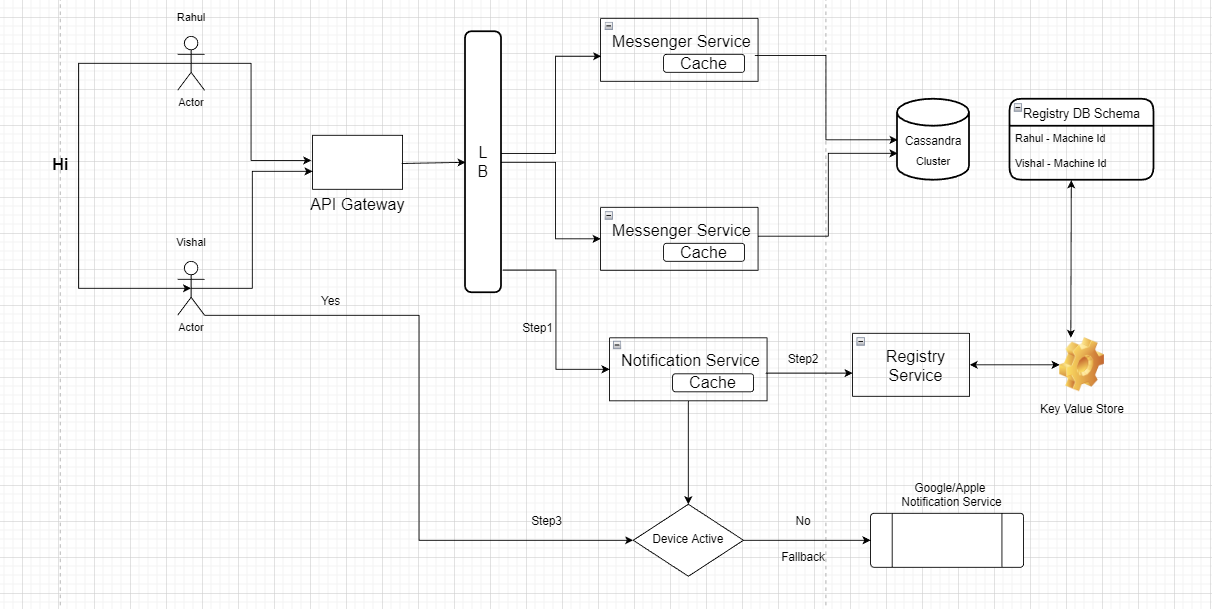 Rahul
Actor
Hi
Vishal
Actor
API Gateway
L
B
Messenger Service
Cache
Messenger Service
Cache
Cassandra
Cluster
Registry DB Schema
Rahul - Machine Id
Vishal - Machine Id
Yes
Step1
Notification Service
Cache
Step2
Registry
Service
Key Value Store
Step3
Device Active
No
Fallback
Google/Apple
Notification Service